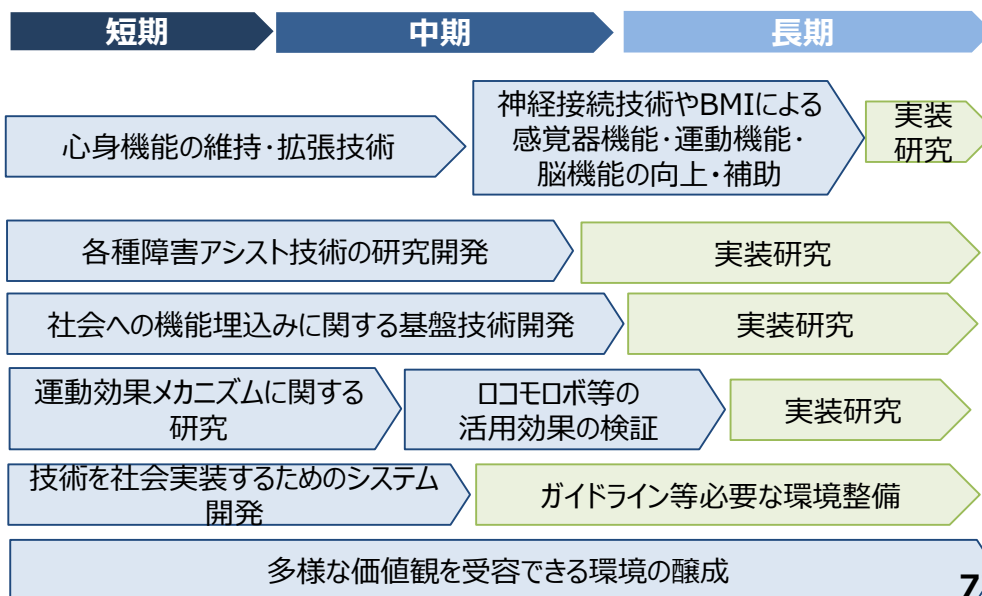 短期
中期
長期
心身機能の維持・拡張技術
神経接続技術やBMIによる
感覚器機能・運動機能・
脳機能の向上・補助
実装
研究
各種障害アシスト技術の研究開発
実装研究
社会への機能埋込みに関する基盤技術開発
実装研究
運動効果メカニズムに関する
研究
ロコモロボ等の
活用効果の検証
実装研究
技術を社会実装するためのシステム
開発
ガイドライン等必要な環境整備
多様な価値観を受容できる環境の醸成
7